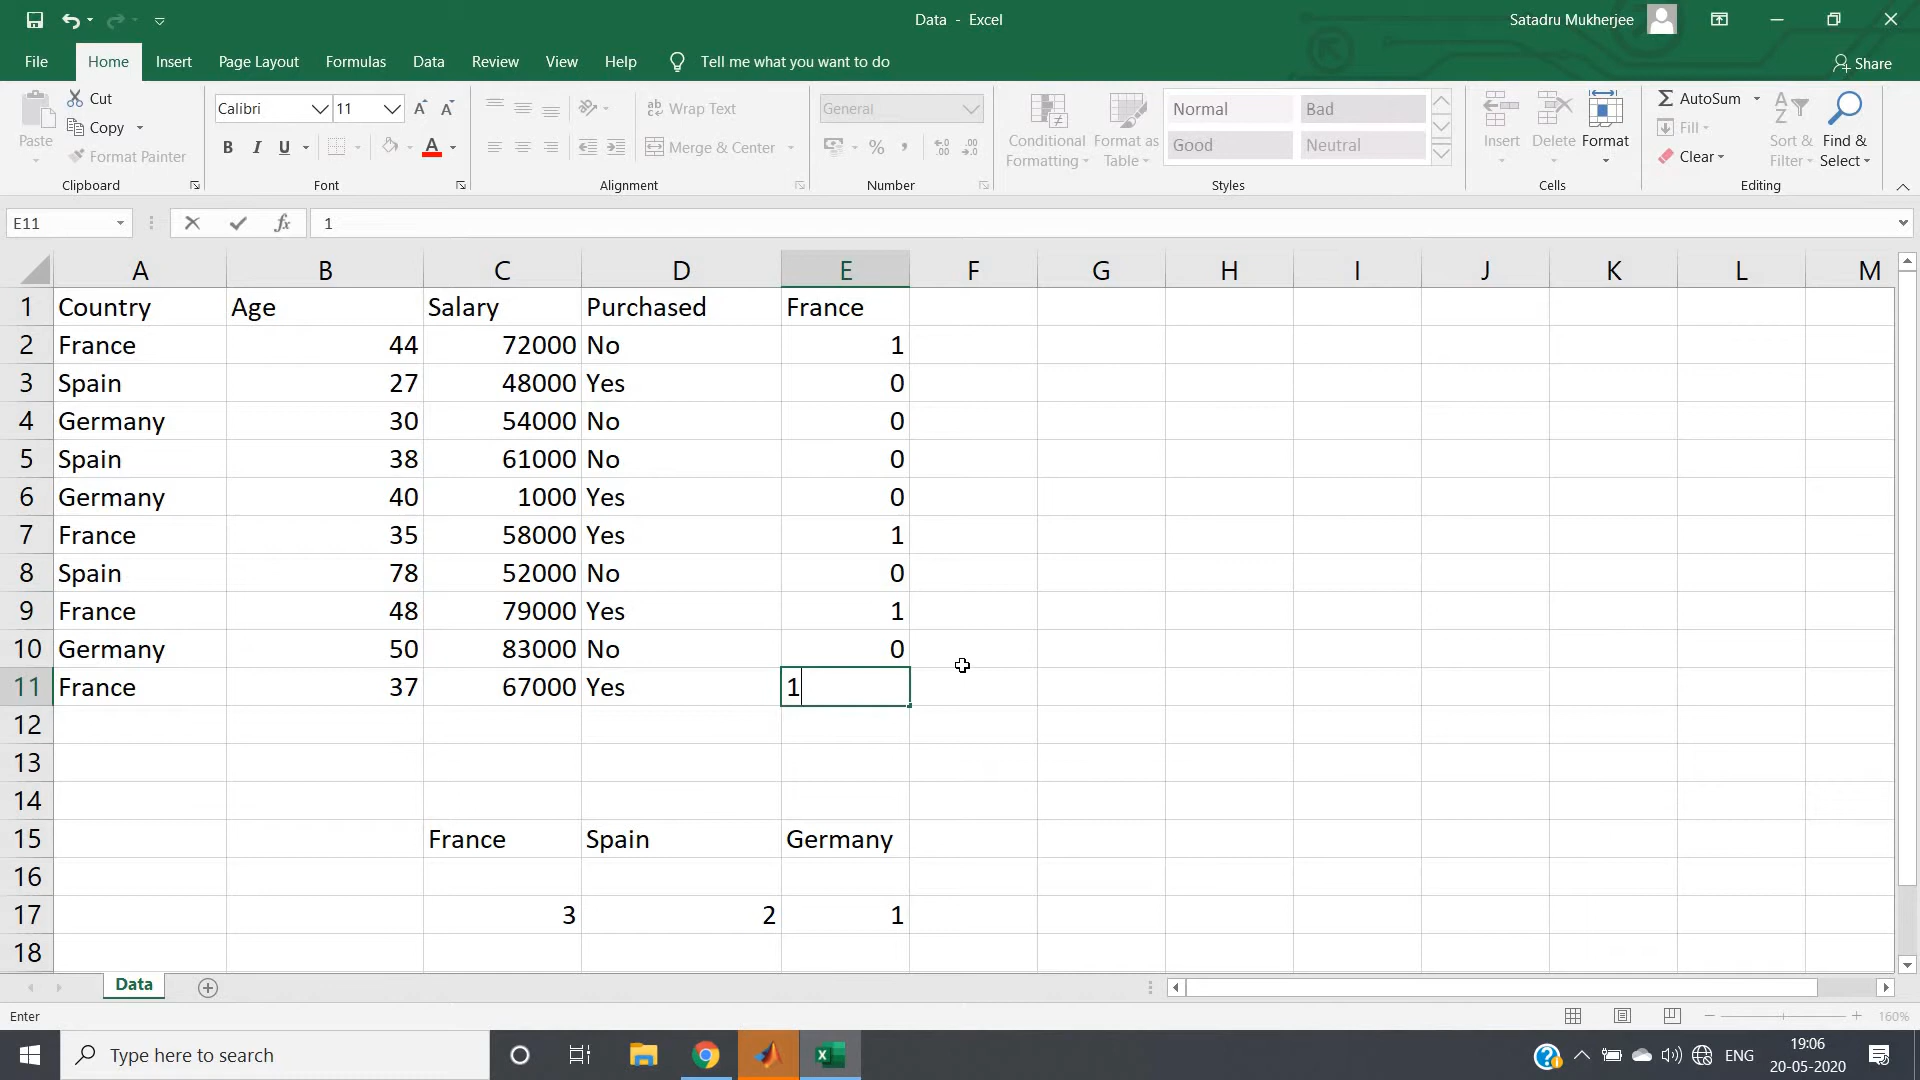 Data - Excel
Satadru Mukherjee
File Home Insert Page Layout Formulas Data Review View Help Tell me what you want to do Share
Cut
Copy
Format Painter
Paste
Clipboard
Calibri 11
B I U A
Font
Wrap Text
Merge & Center
Alignment
General
Number
Conditional Formatting
Format as Table
Normal Bad
Good Neutral
Styles
Insert Delete Format
Cells
AutoSum
Fill
Clear
Sort & Filter
Find & Select
Editing
E11 fx 1
A B C D E F G H I J K L M
1 Country Age Salary Purchased France
2 France 44 72000 No 1
3 Spain 27 48000 Yes 0
4 Germany 30 54000 No 0
5 Spain 38 61000 No 0
6 Germany 40 1000 Yes 0
7 France 35 58000 Yes 1
8 Spain 78 52000 No 0
9 France 48 79000 Yes 1
10 Germany 50 83000 No 0
11 France 37 67000 Yes 1
12
13
14
15 France Spain Germany
16
17 3 2 1
18
Data
Enter
160%
Type here to search
ENG
19:06
20-05-2020